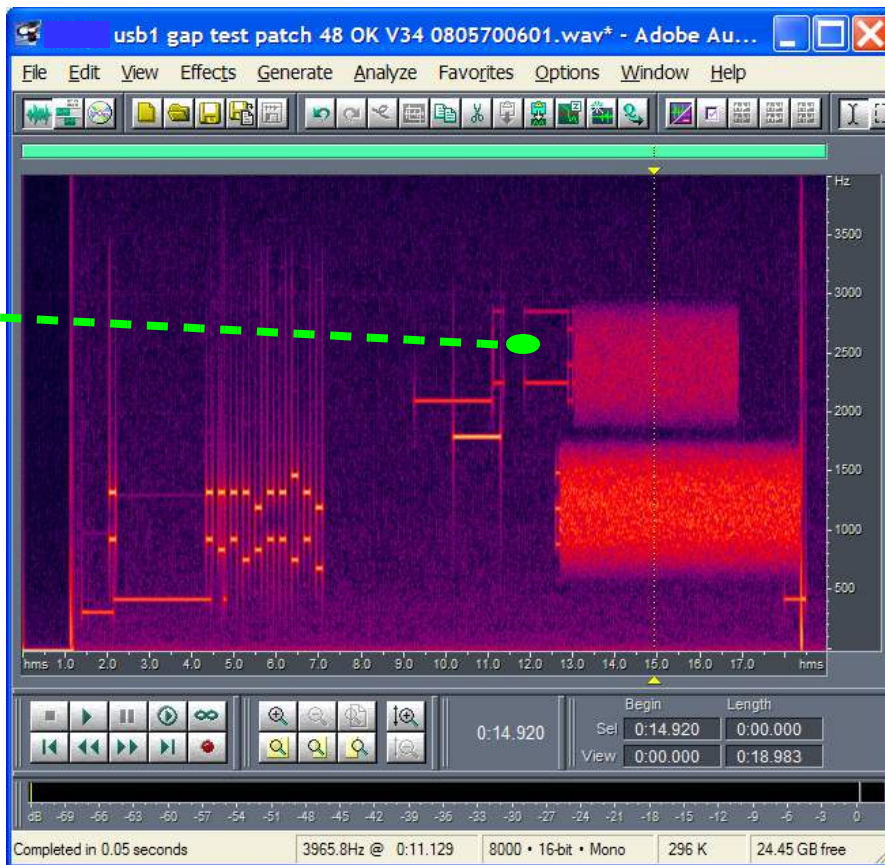 usb1 gap test patch 48 OK V34 0805700601.wav* - Adobe Au...
File Edit View Effects Generate Analyze Favorites Options Window Help
Hz
3500
3000
2500
2000
1500
1000
500
hms 1.0 2.0 3.0 4.0 5.0 6.0 7.0 8.0 9.0 10.0 11.0 12.0 13.0 14.0 15.0 16.0 17.0 hms
Begin Length
0:14.920
Sel 0:14.920 0:00.000
View 0:00.000 0:18.983
dB -69 -66 -63 -60 -57 -54 -51 -48 -45 -42 -39 -36 -33 -30 -27 -24 -21 -18 -15 -12 -9 -6 -3 0
Completed in 0.05 seconds 3965.8Hz @ 0:11.129 8000 • 16-bit • Mono 296 K 24.45 GB free